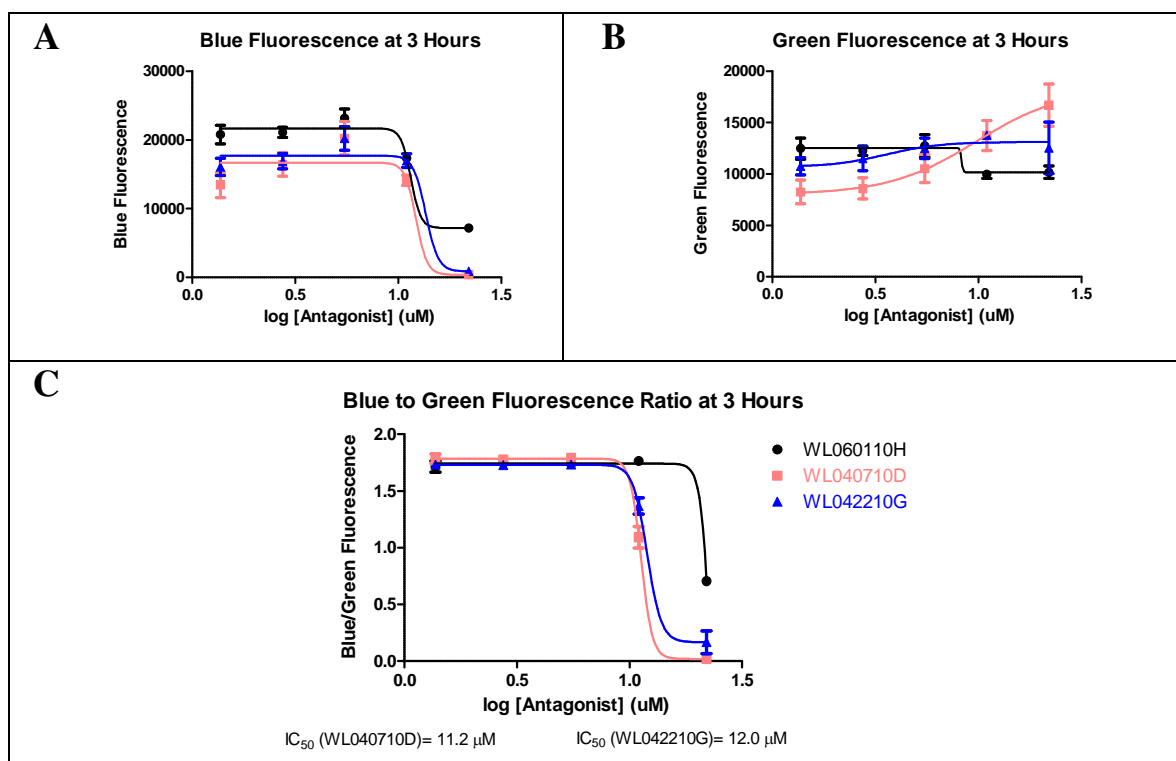 A
Blue Fluorescence at 3 Hours
30000
20000
10000
0
Blue Fluorescence
0.0 0.5 1.0 1.5
log [Antagonist] (uM)
B
Green Fluorescence at 3 Hours
20000
15000
10000
5000
0
Green Fluorescence
0.0 0.5 1.0 1.5
log [Antagonist] (uM)
C
Blue to Green Fluorescence Ratio at 3 Hours
2.0
1.5
1.0
0.5
0.0
Blue/Green Fluorescence
0.0 0.5 1.0 1.5
log [Antagonist] (uM)
WL060110H
WL040710D
WL042210G
IC50 (WL040710D)= 11.2 µM IC50 (WL042210G)= 12.0 µM